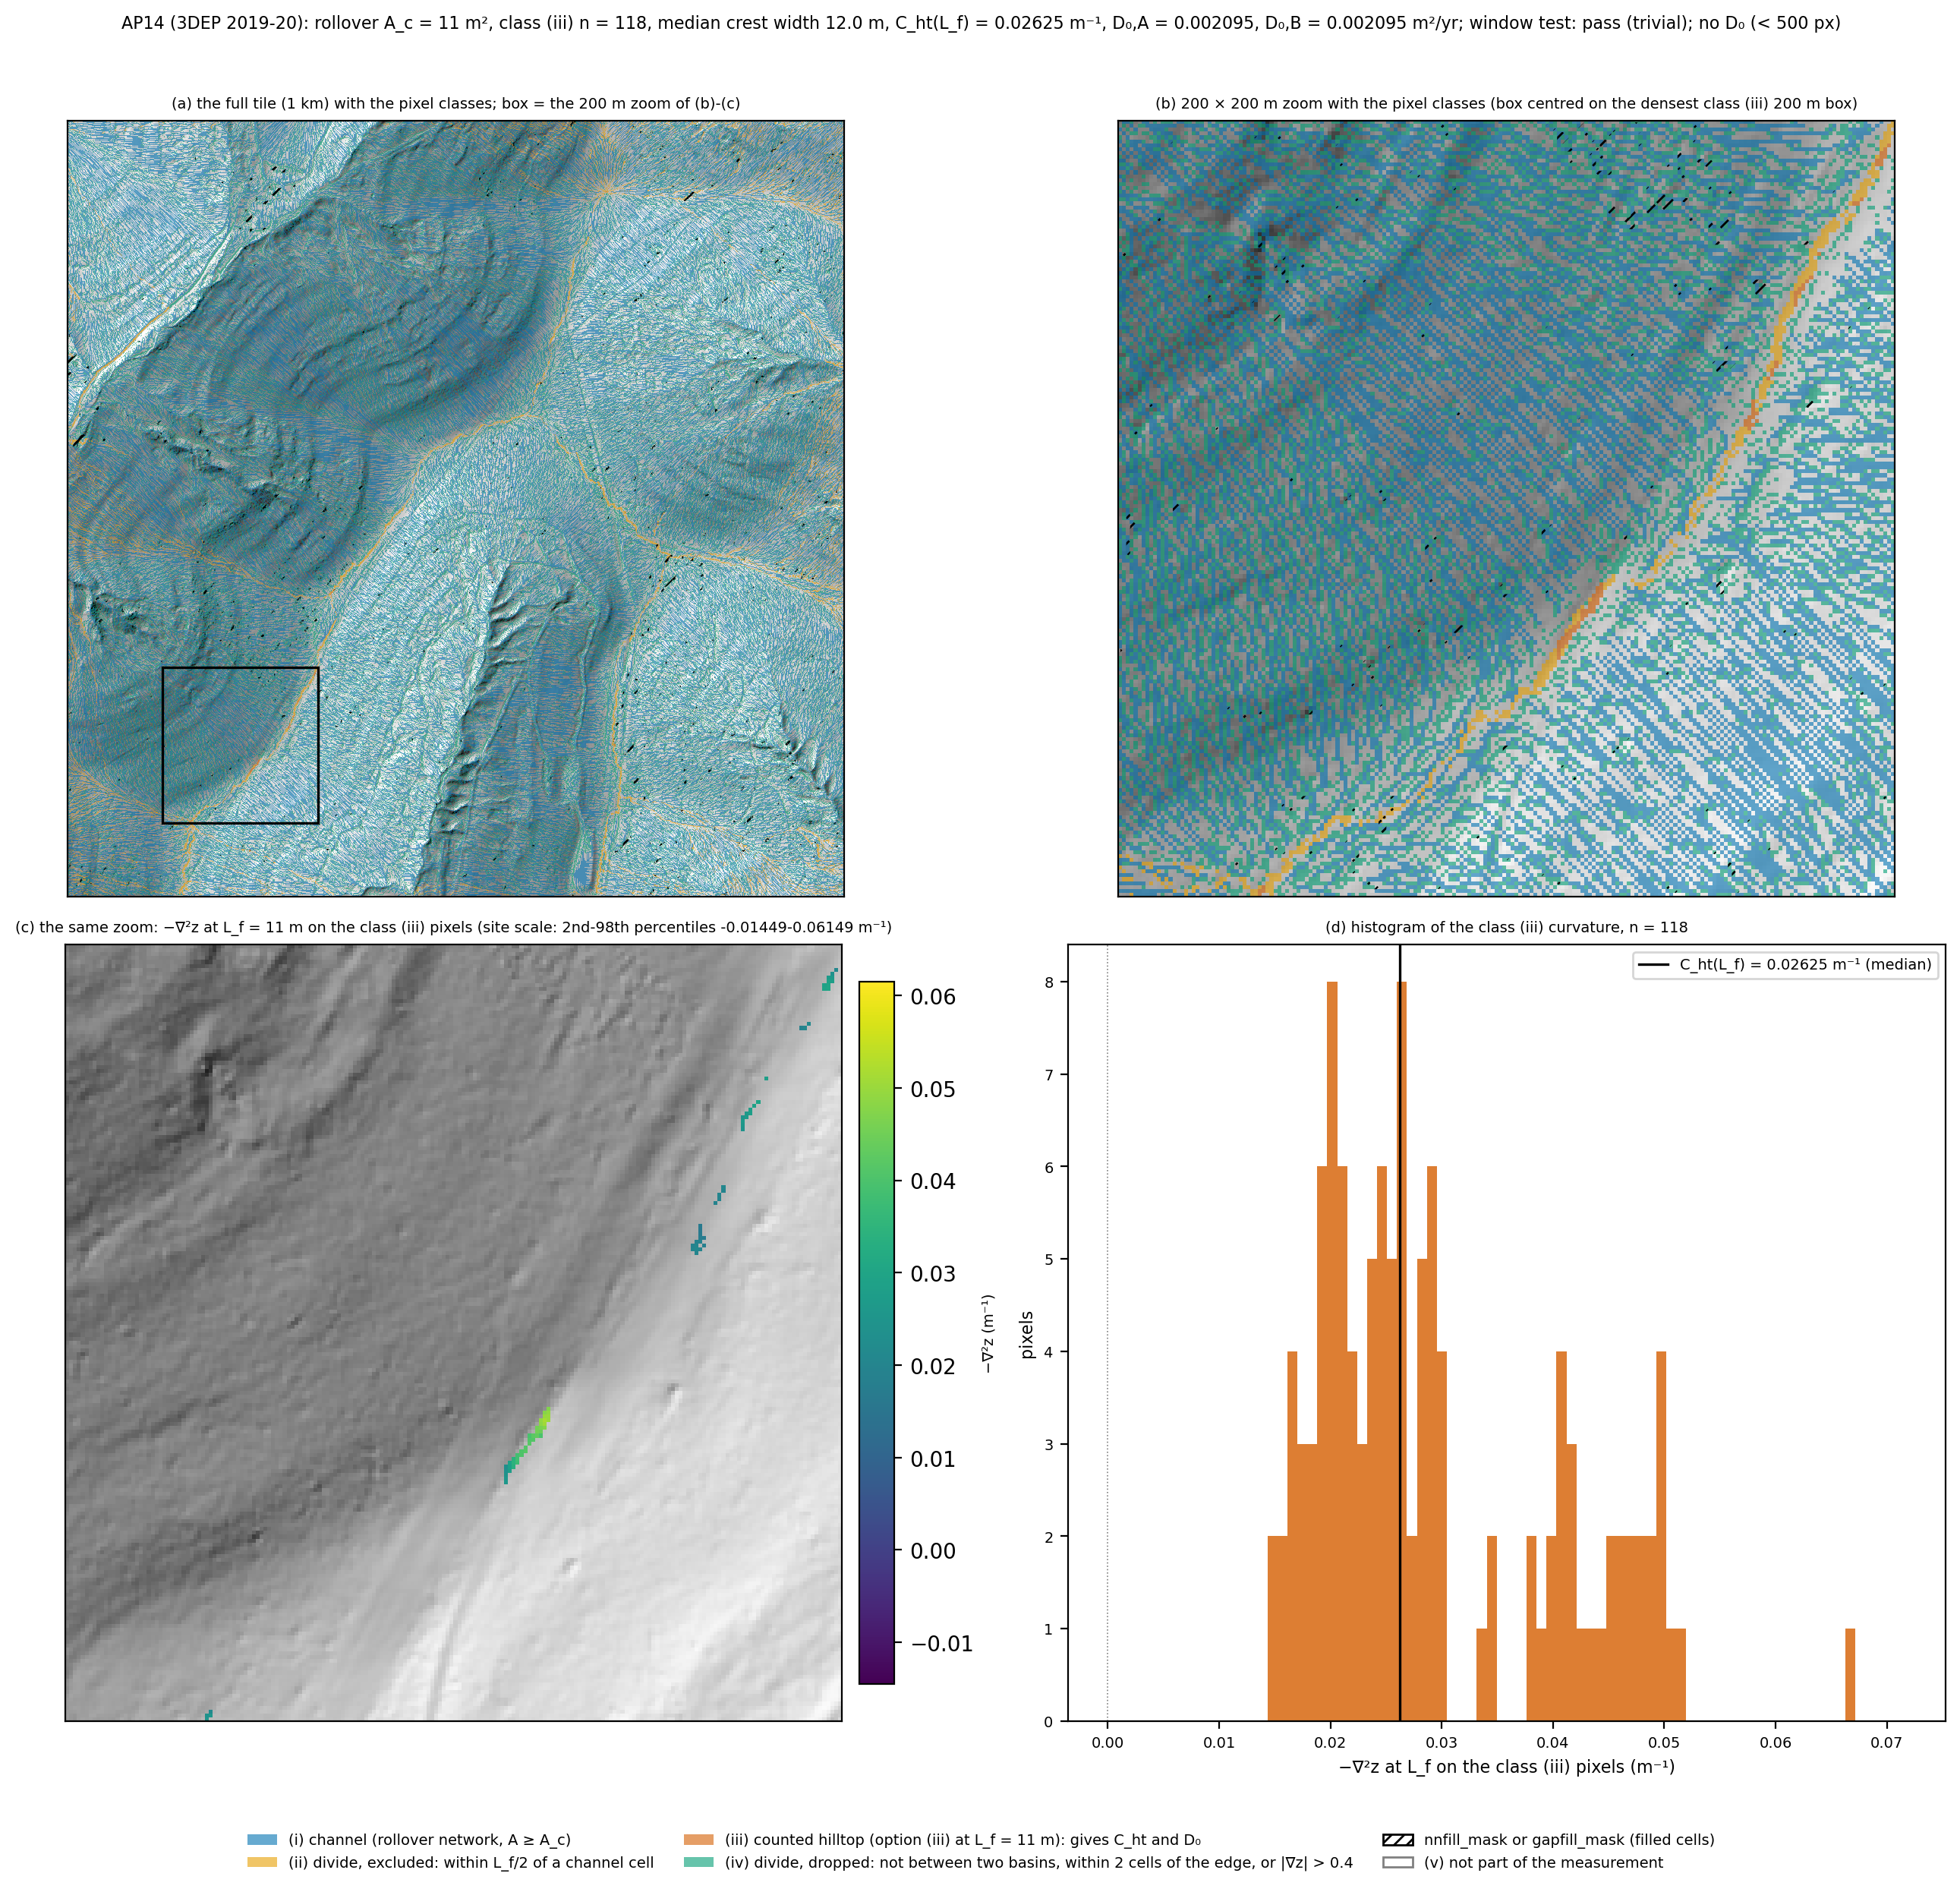 AP14 (3DEP 2019-20): rollover A_c = 11 m², class (iii) n = 118, median crest width 12.0 m, C_ht(L_f) = 0.02625 m⁻¹, D₀,A = 0.002095, D₀,B = 0.002095 m²/yr; window test: pass (trivial); no D₀ (< 500 px)
(a) the full tile (1 km) with the pixel classes; box = the 200 m zoom of (b)-(c)
(b) 200 × 200 m zoom with the pixel classes (box centred on the densest class (iii) 200 m box)
(c) the same zoom: −∇²z at L_f = 11 m on the class (iii) pixels (site scale: 2nd-98th percentiles -0.01449-0.06149 m⁻¹)
0.06
0.05
0.04
0.03
0.02
0.01
0.00
−0.01
−∇²z (m⁻¹)
(d) histogram of the class (iii) curvature, n = 118
C_ht(L_f) = 0.02625 m⁻¹ (median)
8
7
6
5
4
3
2
1
0
pixels
0.00 0.01 0.02 0.03 0.04 0.05 0.06 0.07
−∇²z at L_f on the class (iii) pixels (m⁻¹)
(i) channel (rollover network, A ≥ A_c)
(ii) divide, excluded: within L_f/2 of a channel cell
(iii) counted hilltop (option (iii) at L_f = 11 m): gives C_ht and D₀
(iv) divide, dropped: not between two basins, within 2 cells of the edge, or |∇z| > 0.4
nnfill_mask or gapfill_mask (filled cells)
(v) not part of the measurement